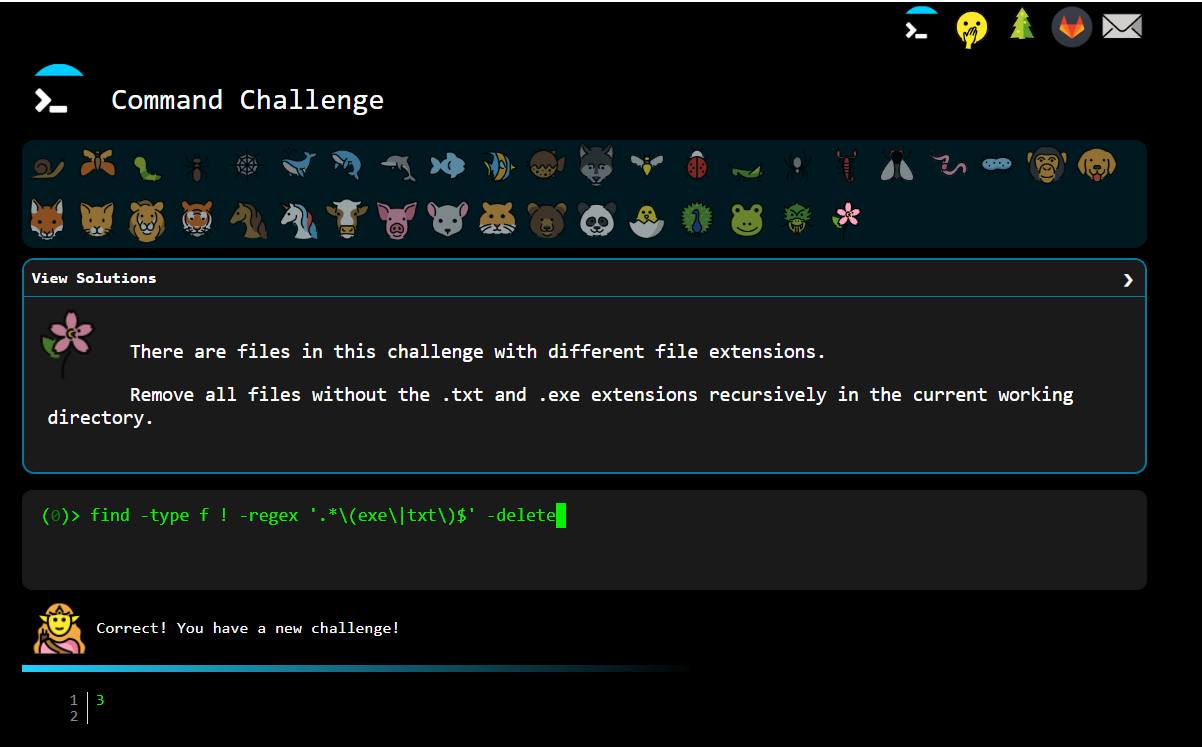 Command Challenge
View Solutions
There are files in this challenge with different file extensions.
Remove all files without the .txt and .exe extensions recursively in the current working
directory.
(0)> find -type f ! -regex '.*\(exe\|txt\)$' -delete
Correct! You have a new challenge!
1 3
2